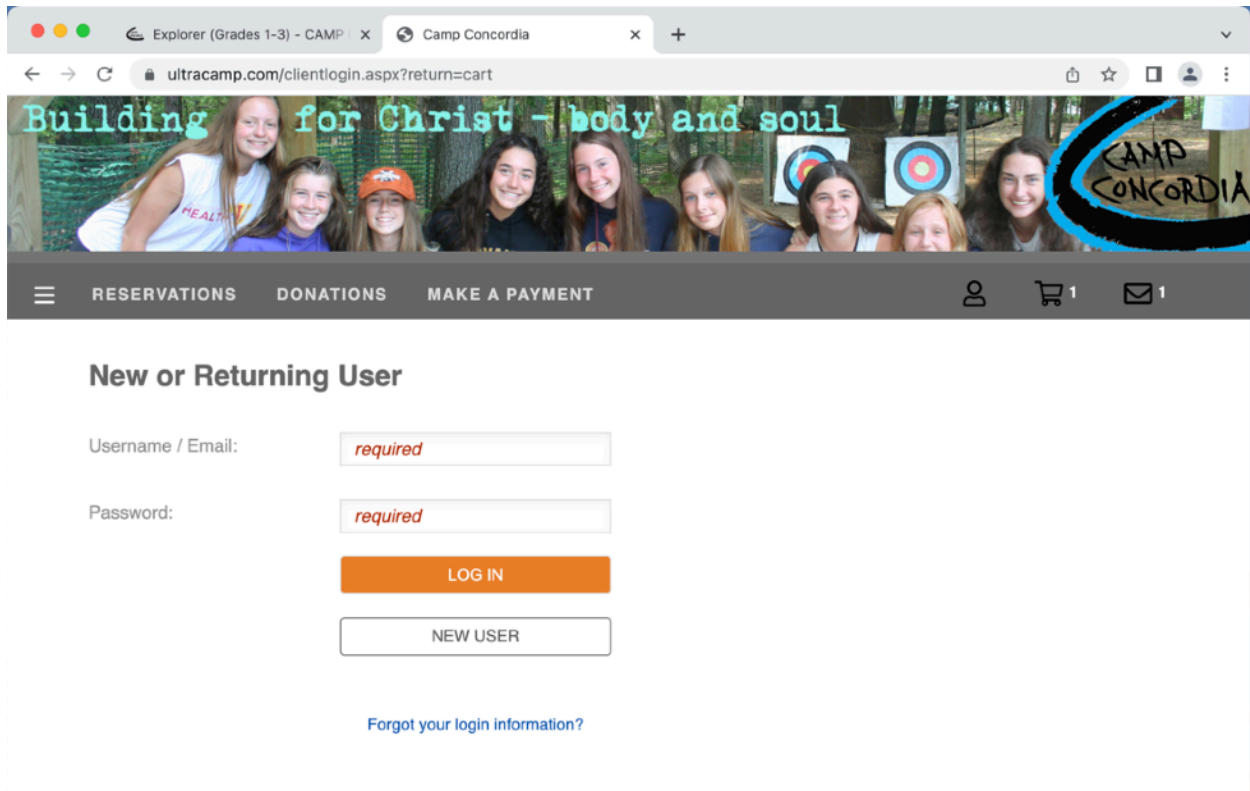 Explorer (Grades 1-3) - CAMP
Camp Concordia
ultracamp.com/clientlogin.aspx?return=cart
Building for Christ - body and soul
CAMP CONCORDIA
RESERVATIONS DONATIONS MAKE A PAYMENT 1 1
New or Returning User
Username / Email: required
Password: required
LOG IN
NEW USER
Forgot your login information?